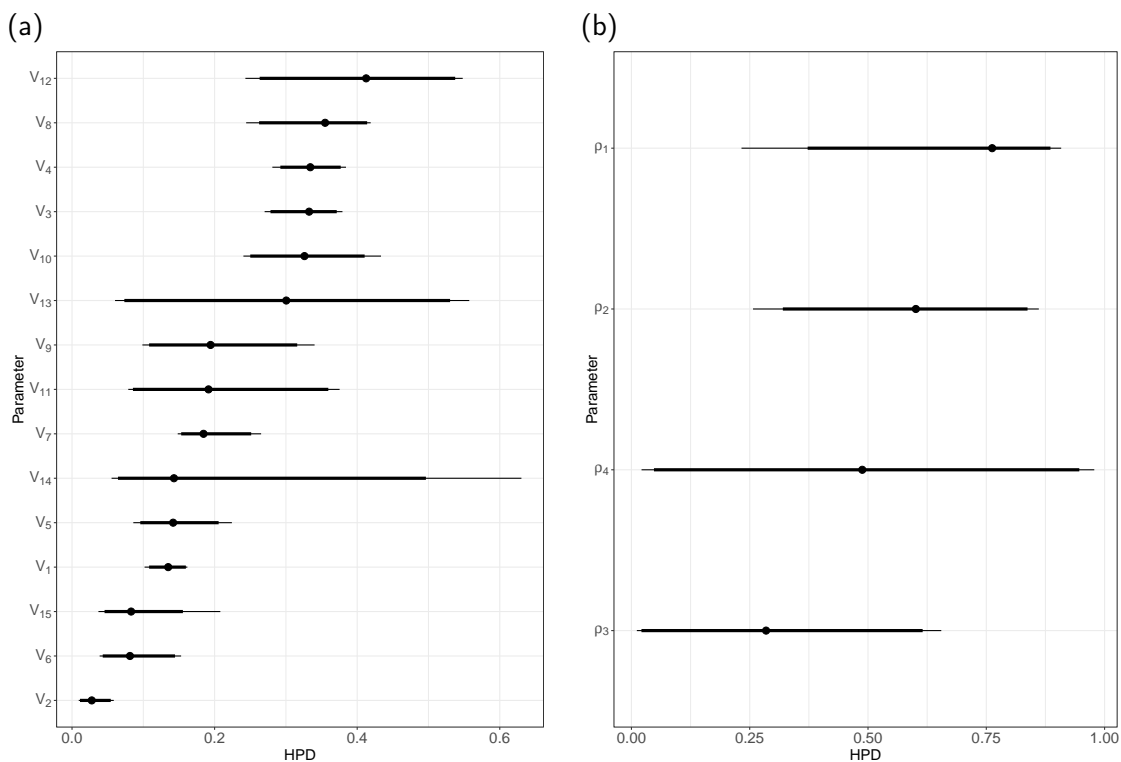 (a)
V₁₂
V₈
V₄
V₃
V₁₀
V₁₃
V₉
V₁₁
V₇
V₁₄
V₅
V₁
V₁₅
V₆
V₂
Parameter
0.0 0.2 0.4 0.6
HPD
(b)
ρ₁
ρ₂
ρ₄
ρ₃
Parameter
0.00 0.25 0.50 0.75 1.00
HPD